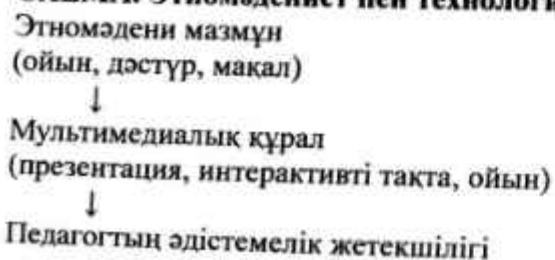 Этномәдениет пен технологи
Этномәдени мазмұн
(ойын, дәстүр, мақал)
↓
Мультимедиалық құрал
(презентация, интерактивті тақта, ойын)
↓
Педагогтың әдістемелік жетекшілігі